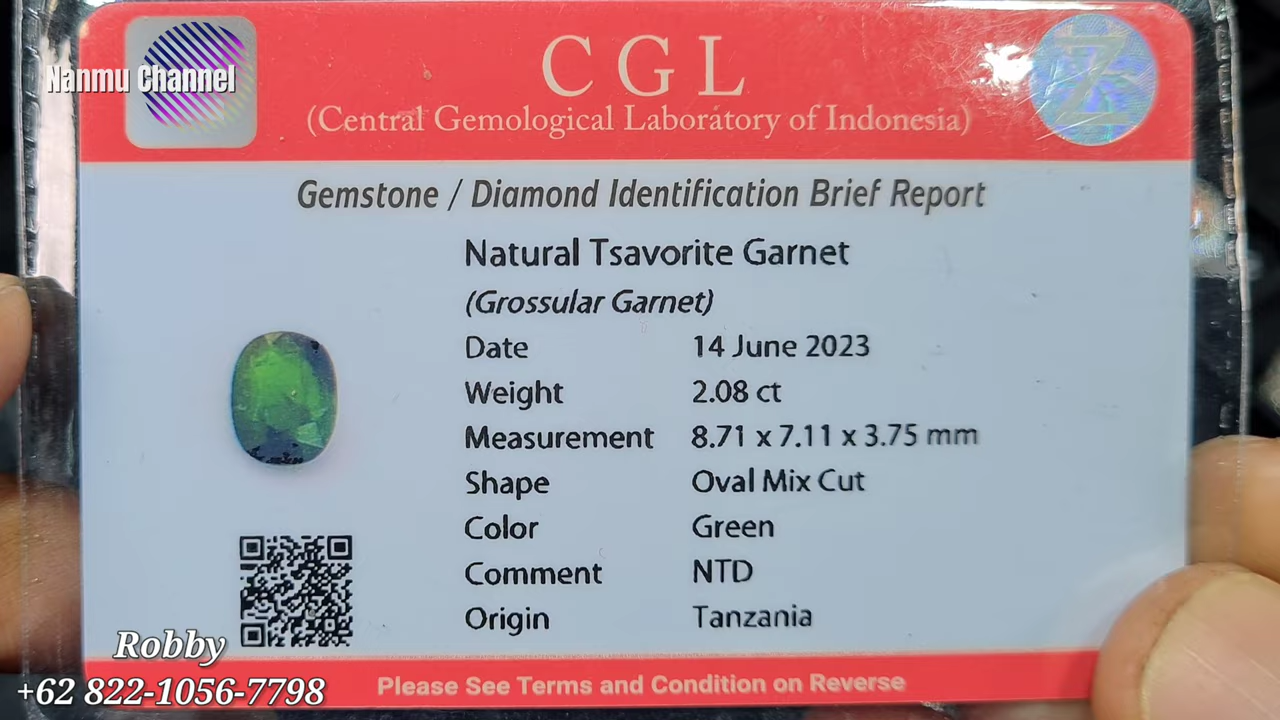 Nanmu Channel
C G L
(Central Gemological Laboratory of Indonesia)
Gemstone / Diamond Identification Brief Report
Natural Tsavorite Garnet
(Grossular Garnet)
Date 14 June 2023
Weight 2.08 ct
Measurement 8.71 x 7.11 x 3.75 mm
Shape Oval Mix Cut
Color Green
Comment NTD
Origin Tanzania
Robby
+62 822-1056-7798
Please See Terms and Condition on Reverse